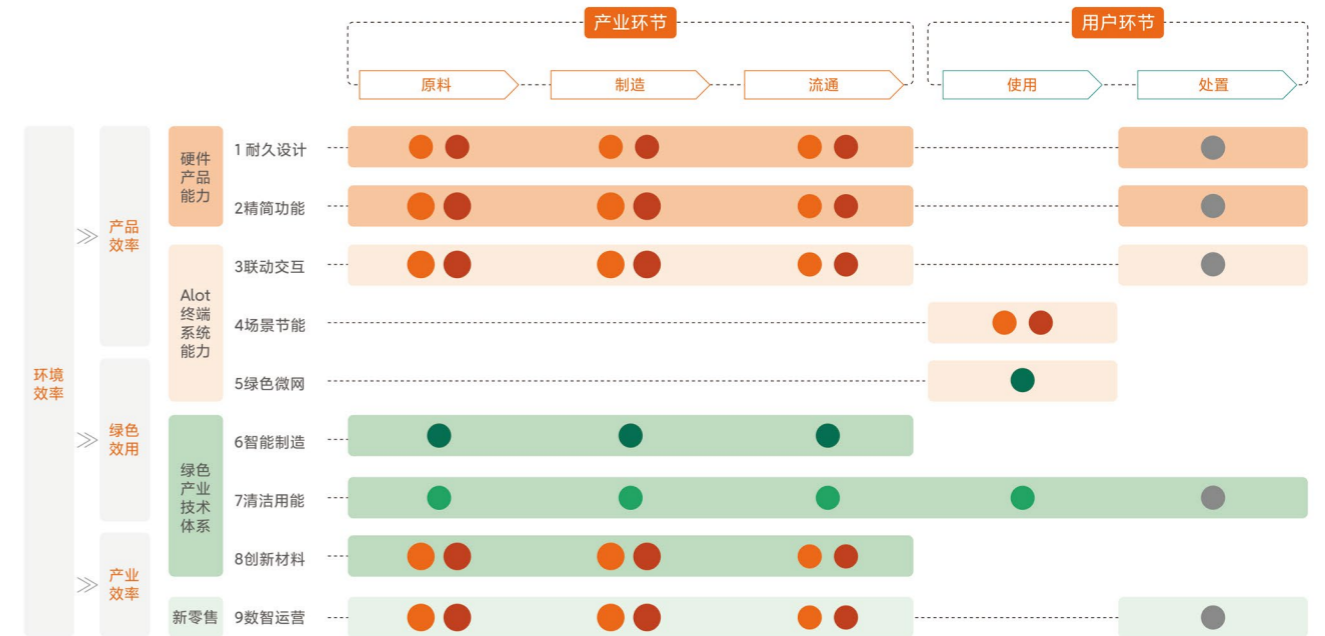 产业环节
用户环节
原料
制造
流通
使用
处置
环境
效率
产品
效率
绿色
效用
产业
效率
硬件
产品
能力
Alot
终端
系统
能力
绿色
产业
技术
体系
新零售
1 耐久设计
2精简功能
3联动交互
4场景节能
5绿色微网
6智能制造
7清洁用能
8创新材料
9数智运营